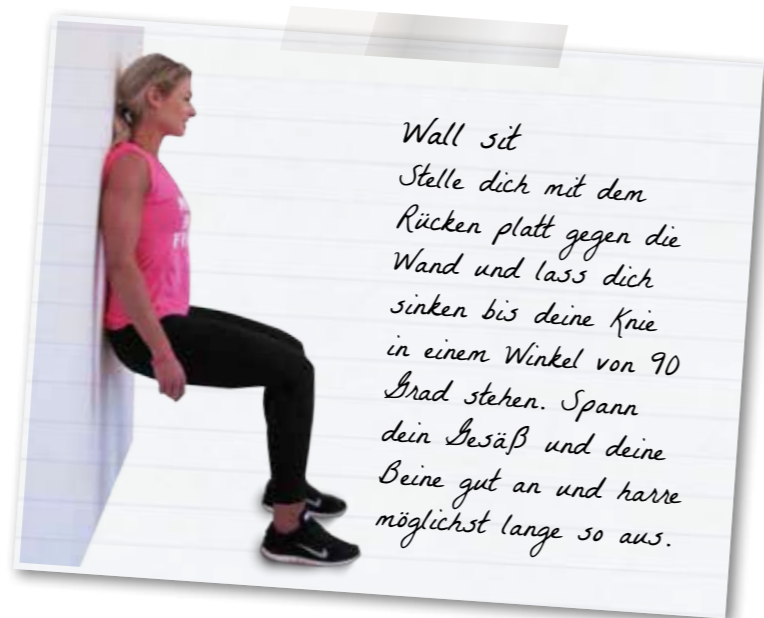 Wall sit
Stelle dich mit dem
Rücken platt gegen die
Wand und lass dich
sinken bis deine Knie
in einem Winkel von 90
Grad stehen. Spann
dein Gesäß und deine
Beine gut an und harre
möglichst lange so aus.